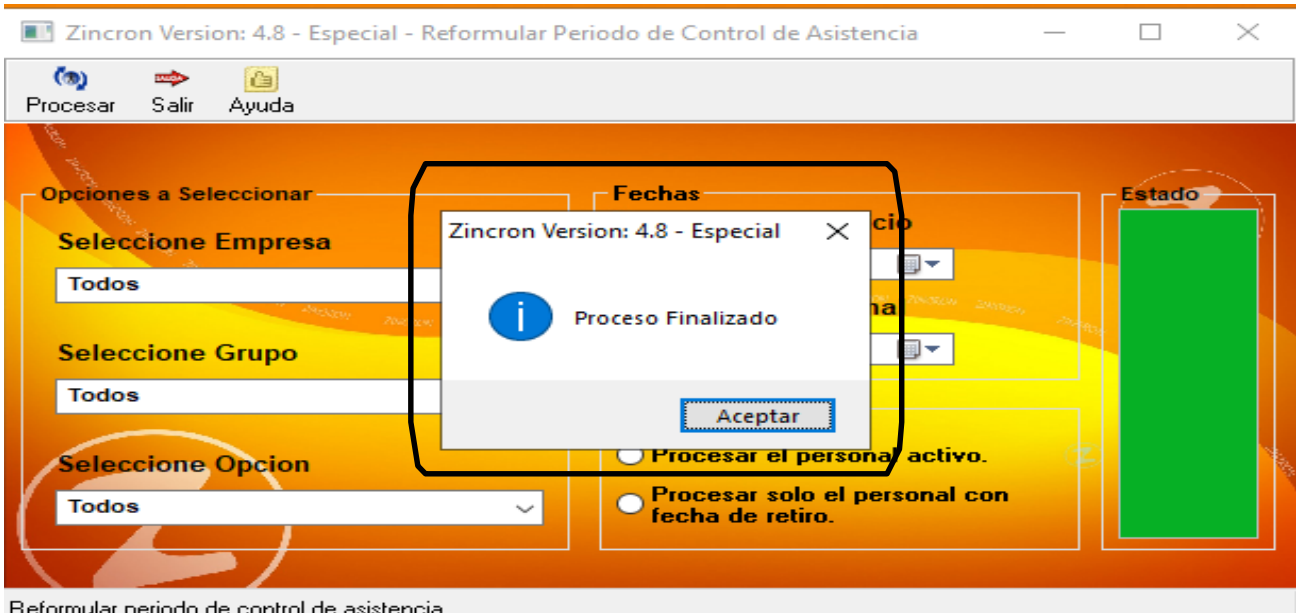 Zincron Version: 4.8 - Especial - Reformular Periodo de Control de Asistencia
Procesar Salir Ayuda
Opciones a Seleccionar
Seleccione Empresa
Todos
Seleccione Grupo
Todos
Seleccione Opcion
Todos
Fechas
cio
Zincron Version: 4.8 - Especial
Proceso Finalizado
Aceptar
Procesar el personal activo.
Procesar solo el personal con
fecha de retiro.
Estado
Reformular periodo de control de asistencia